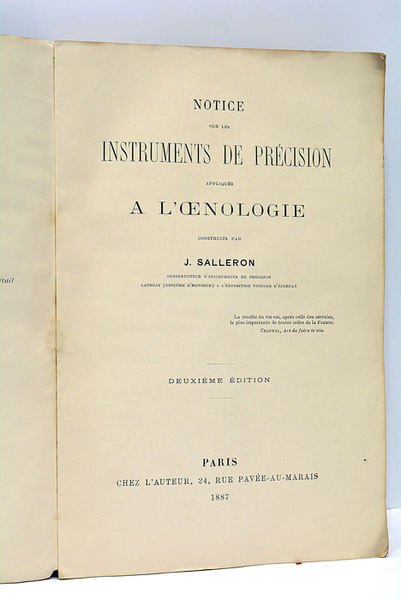 NOTICE
SUR LES
INSTRUMENTS DE PRÉCISION
APPLIQUÉS
A L'ŒNOLOGIE
CONSTRUITS PAR
J. SALLERON
CONSTRUCTEUR D'INSTRUMENTS DE PRÉCISION
LAURÉAT (DIPLÔME D'HONNEUR) A L'EXPOSITION VINICOLE D'ÉPERNAY
La récolte du vin est, après celle des céréales,
la plus importante de toutes celles de la France.
CHAPTAL, Art de faire le vin.
DEUXIÈME ÉDITION
PARIS
CHEZ L'AUTEUR, 24, RUE PAVÉE-AU-MARAIS
1887